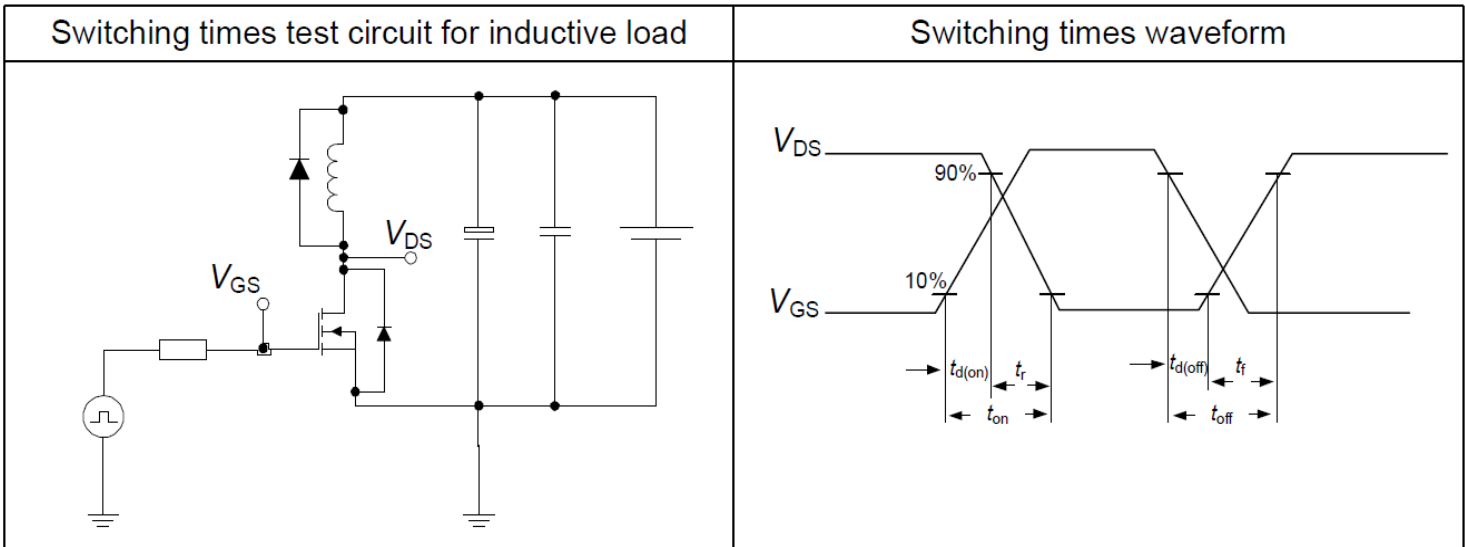 Switching times test circuit for inductive load
Switching times waveform
VDS
VGS
VDS
90%
10%
VGS
td(on)
tr
td(off)
tf
ton
toff